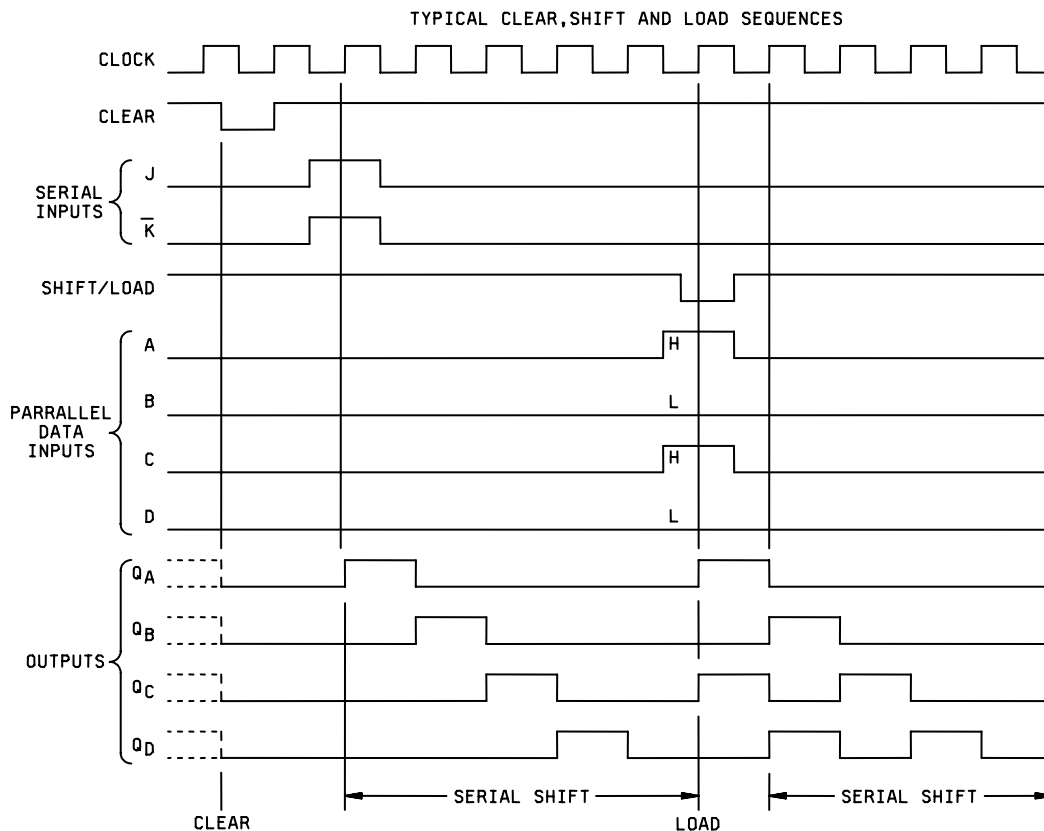 TYPICAL CLEAR,SHIFT AND LOAD SEQUENCES
CLOCK
CLEAR
SERIAL
INPUTS
J
K̅
SHIFT/LOAD
PARRALLEL
DATA
INPUTS
A
H
B
L
C
H
D
L
OUTPUTS
QA
QB
QC
QD
SERIAL SHIFT
SERIAL SHIFT
CLEAR
LOAD